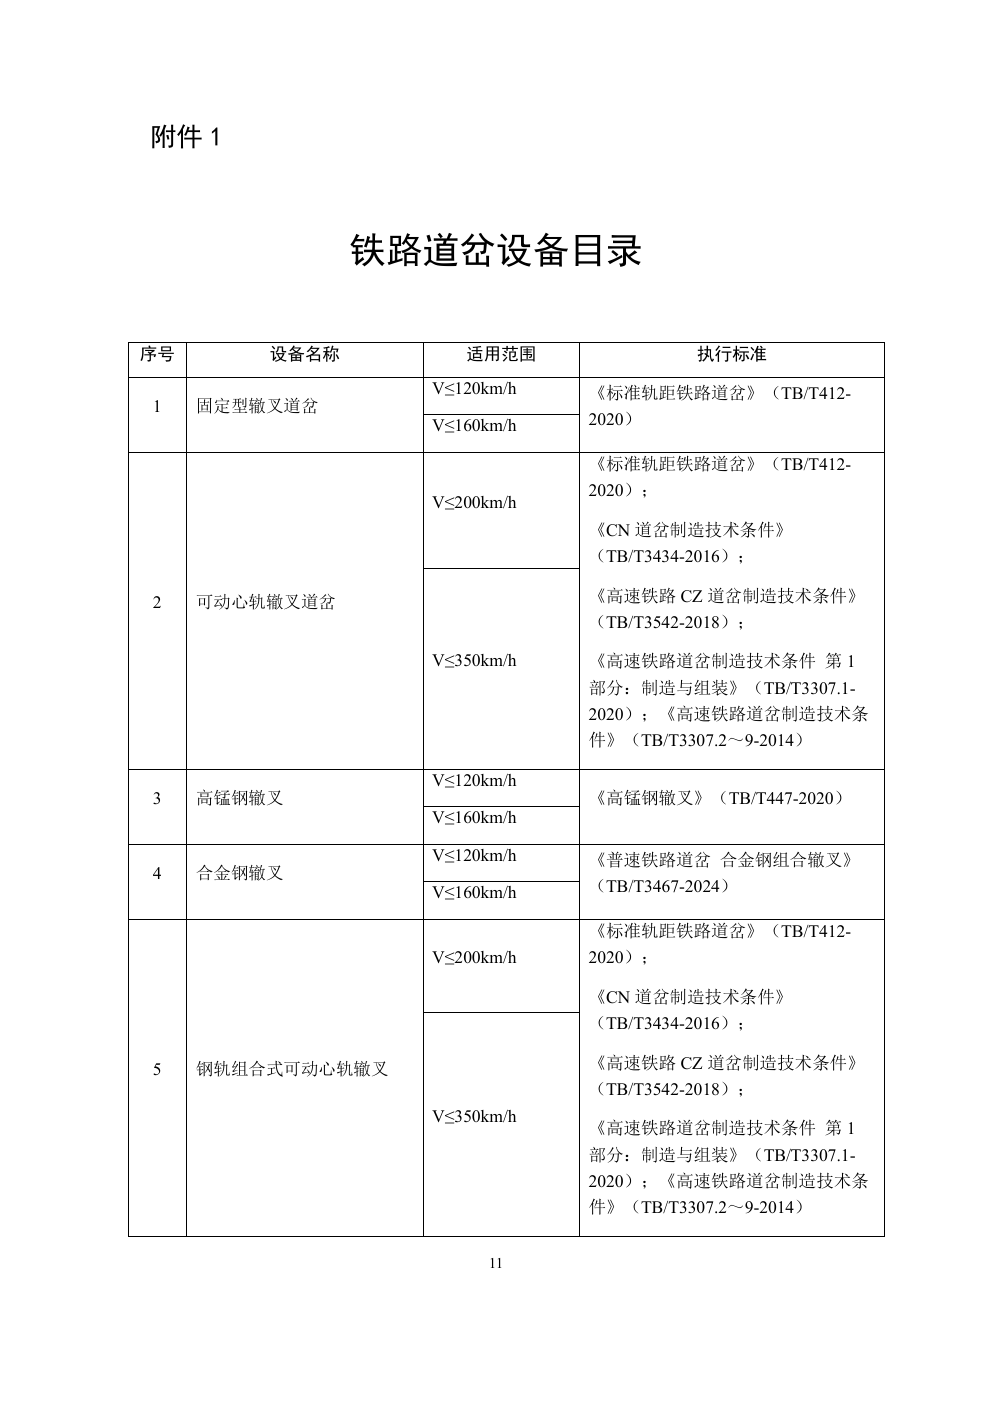 附件 1
铁路道岔设备目录
序号 设备名称 适用范围 执行标准
1 固定型辙叉道岔
V≤120km/h
V≤160km/h
《标准轨距铁路道岔》（TB/T412-
2020）
2 可动心轨辙叉道岔
V≤200km/h
V≤350km/h
《标准轨距铁路道岔》（TB/T412-
2020）；
《CN 道岔制造技术条件》
（TB/T3434-2016）；
《高速铁路 CZ 道岔制造技术条件》
（TB/T3542-2018）；
《高速铁路道岔制造技术条件 第 1
部分：制造与组装》（TB/T3307.1-
2020）；《高速铁路道岔制造技术条
件》（TB/T3307.2～9-2014）
3 高锰钢辙叉
V≤120km/h
V≤160km/h
《高锰钢辙叉》（TB/T447-2020）
4 合金钢辙叉
V≤120km/h
V≤160km/h
《普速铁路道岔 合金钢组合辙叉》
（TB/T3467-2024）
5 钢轨组合式可动心轨辙叉
V≤200km/h
V≤350km/h
《标准轨距铁路道岔》（TB/T412-
2020）；
《CN 道岔制造技术条件》
（TB/T3434-2016）；
《高速铁路 CZ 道岔制造技术条件》
（TB/T3542-2018）；
《高速铁路道岔制造技术条件 第 1
部分：制造与组装》（TB/T3307.1-
2020）；《高速铁路道岔制造技术条
件》（TB/T3307.2～9-2014）
11